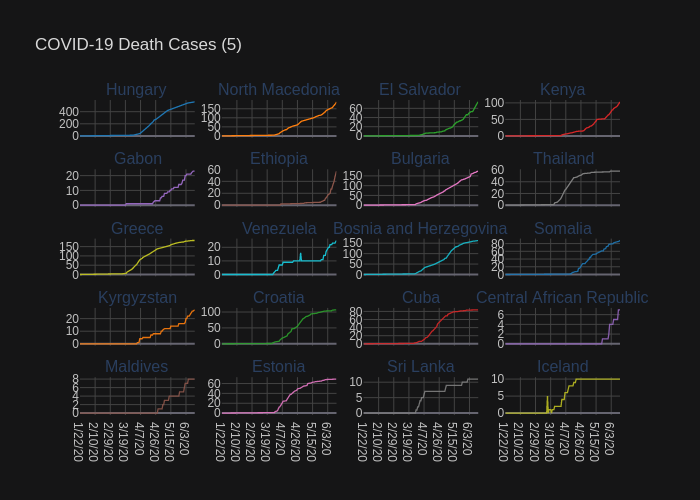 COVID-19 Death Cases (5)
Hungary North Macedonia El Salvador Kenya
400 200 0 150 100 50 0 60 40 20 0 100 50 0
Gabon Ethiopia Bulgaria Thailand
20 10 0 60 40 20 0 150 100 50 0 60 40 20 0
Greece Venezuela Bosnia and Herzegovina Somalia
150 100 50 0 20 10 0 150 100 50 0 80 60 40 20 0
Kyrgyzstan Croatia Cuba Central African Republic
20 10 0 100 50 0 80 60 40 20 0 6 4 2 0
Maldives Estonia Sri Lanka Iceland
8 6 4 2 0 60 40 20 0 10 5 0 10 5 0
1/22/20 2/10/20 2/29/20 3/19/20 4/7/20 4/26/20 5/15/20 6/3/20 1/22/20 2/10/20 2/29/20 3/19/20 4/7/20 4/26/20 5/15/20 6/3/20 1/22/20 2/10/20 2/29/20 3/19/20 4/7/20 4/26/20 5/15/20 6/3/20 1/22/20 2/10/20 2/29/20 3/19/20 4/7/20 4/26/20 5/15/20 6/3/20